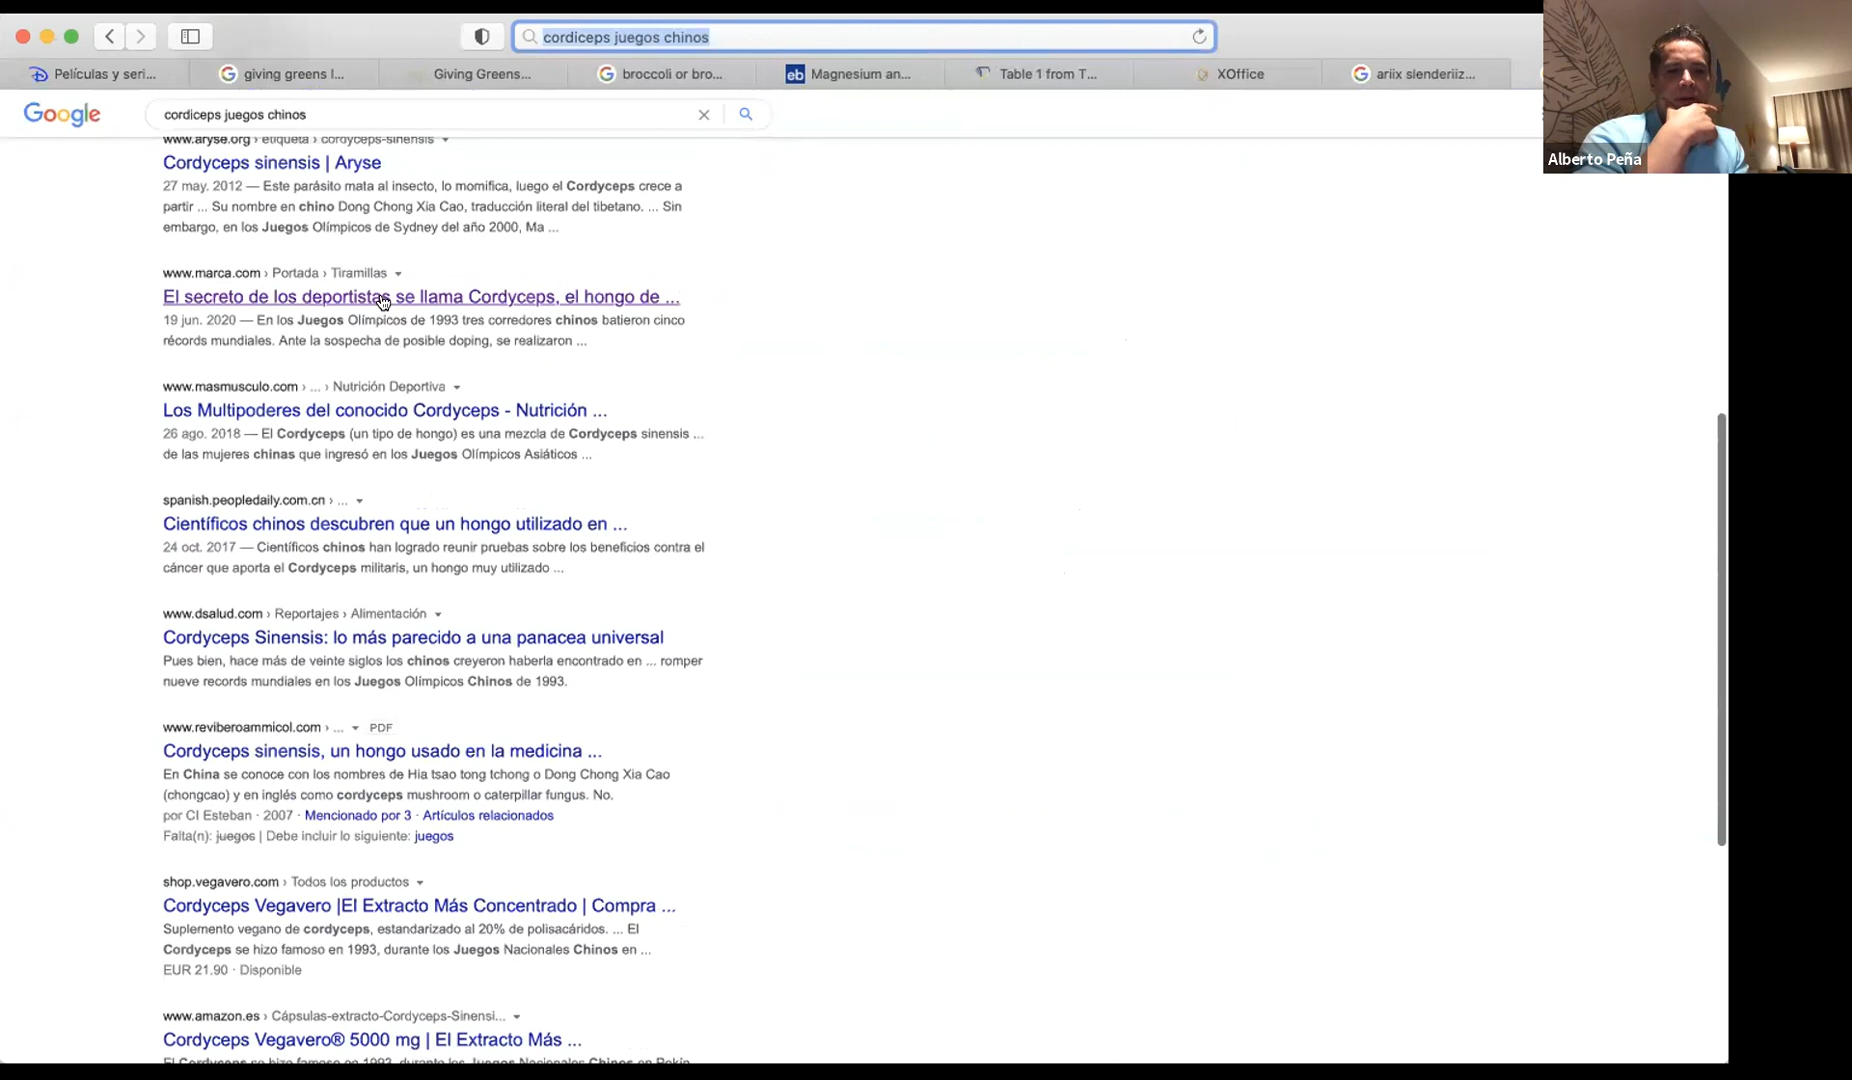 cordiceps juegos chinos
Películas y seri...
giving greens l...
Giving Greens...
broccoli or bro...
eb Magnesium an...
Table 1 from T...
XOffice
ariix slenderiiz...
Alberto Peña
Google
cordiceps juegos chinos
www.aryse.org › etiqueta › cordyceps-sinensis
Cordyceps sinensis | Aryse
27 may. 2012 — Este parásito mata al insecto, lo momifica, luego el Cordyceps crece a
partir ... Su nombre en chino Dong Chong Xia Cao, traducción literal del tibetano. ... Sin
embargo, en los Juegos Olímpicos de Sydney del año 2000, Ma ...
www.marca.com › Portada › Tiramillas
El secreto de los deportistas se llama Cordyceps, el hongo de ...
19 jun. 2020 — En los Juegos Olímpicos de 1993 tres corredores chinos batieron cinco
récords mundiales. Ante la sospecha de posible doping, se realizaron ...
www.masmusculo.com › ... › Nutrición Deportiva
Los Multipoderes del conocido Cordyceps - Nutrición ...
26 ago. 2018 — El Cordyceps (un tipo de hongo) es una mezcla de Cordyceps sinensis ...
de las mujeres chinas que ingresó en los Juegos Olímpicos Asiáticos ...
spanish.peopledaily.com.cn › ...
Científicos chinos descubren que un hongo utilizado en ...
24 oct. 2017 — Científicos chinos han logrado reunir pruebas sobre los beneficios contra el
cáncer que aporta el Cordyceps militaris, un hongo muy utilizado ...
www.dsalud.com › Reportajes › Alimentación
Cordyceps Sinensis: lo más parecido a una panacea universal
Pues bien, hace más de veinte siglos los chinos creyeron haberla encontrado en ... romper
nueve records mundiales en los Juegos Olímpicos Chinos de 1993.
www.reviberoammicol.com › ... PDF
Cordyceps sinensis, un hongo usado en la medicina ...
En China se conoce con los nombres de Hia tsao tong tchong o Dong Chong Xia Cao
(chongcao) y en inglés como cordyceps mushroom o caterpillar fungus. No.
por CI Esteban · 2007 · Mencionado por 3 · Artículos relacionados
Falta(n): juegos | Debe incluir lo siguiente: juegos
shop.vegavero.com › Todos los productos
Cordyceps Vegavero |El Extracto Más Concentrado | Compra ...
Suplemento vegano de cordyceps, estandarizado al 20% de polisacáridos. ... El
Cordyceps se hizo famoso en 1993, durante los Juegos Nacionales Chinos en ...
EUR 21.90 · Disponible
www.amazon.es › Cápsulas-extracto-Cordyceps-Sinensi...
Cordyceps Vegavero® 5000 mg | El Extracto Más ...
El Cordyceps se hizo famoso en 1993, durante los Juegos Nacionales Chinos en Pekín